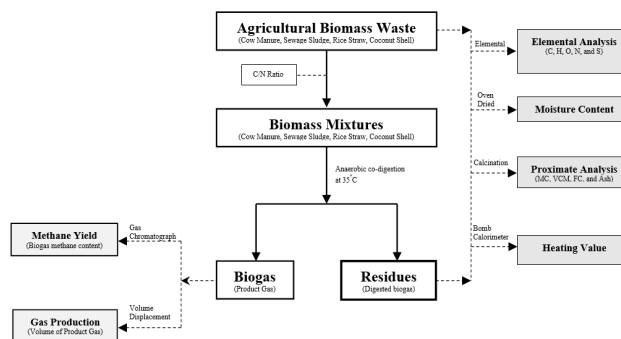 Agricultural Biomass Waste
(Cow Manure, Sewage Sludge, Rice Straw, Coconut Shell)
Elemental
Elemental Analysis
(C, H, O, N, and S)
C/N Ratio
Oven
Dried
Moisture Content
Biomass Mixtures
(Cow Manure, Sewage Sludge, Rice Straw, Coconut Shell)
Anaerobic co-digestion
at 35°C
Calcination
Proximate Analysis
(MC, VCM, FC, and Ash)
Methane Yield
(Biogas methane content)
Gas
Chromatograph
Bomb
Calorimeter
Heating Value
Biogas
(Product Gas)
Residues
(Digested biogas)
Volume
Displacement
Gas Production
(Volume of Product Gas)